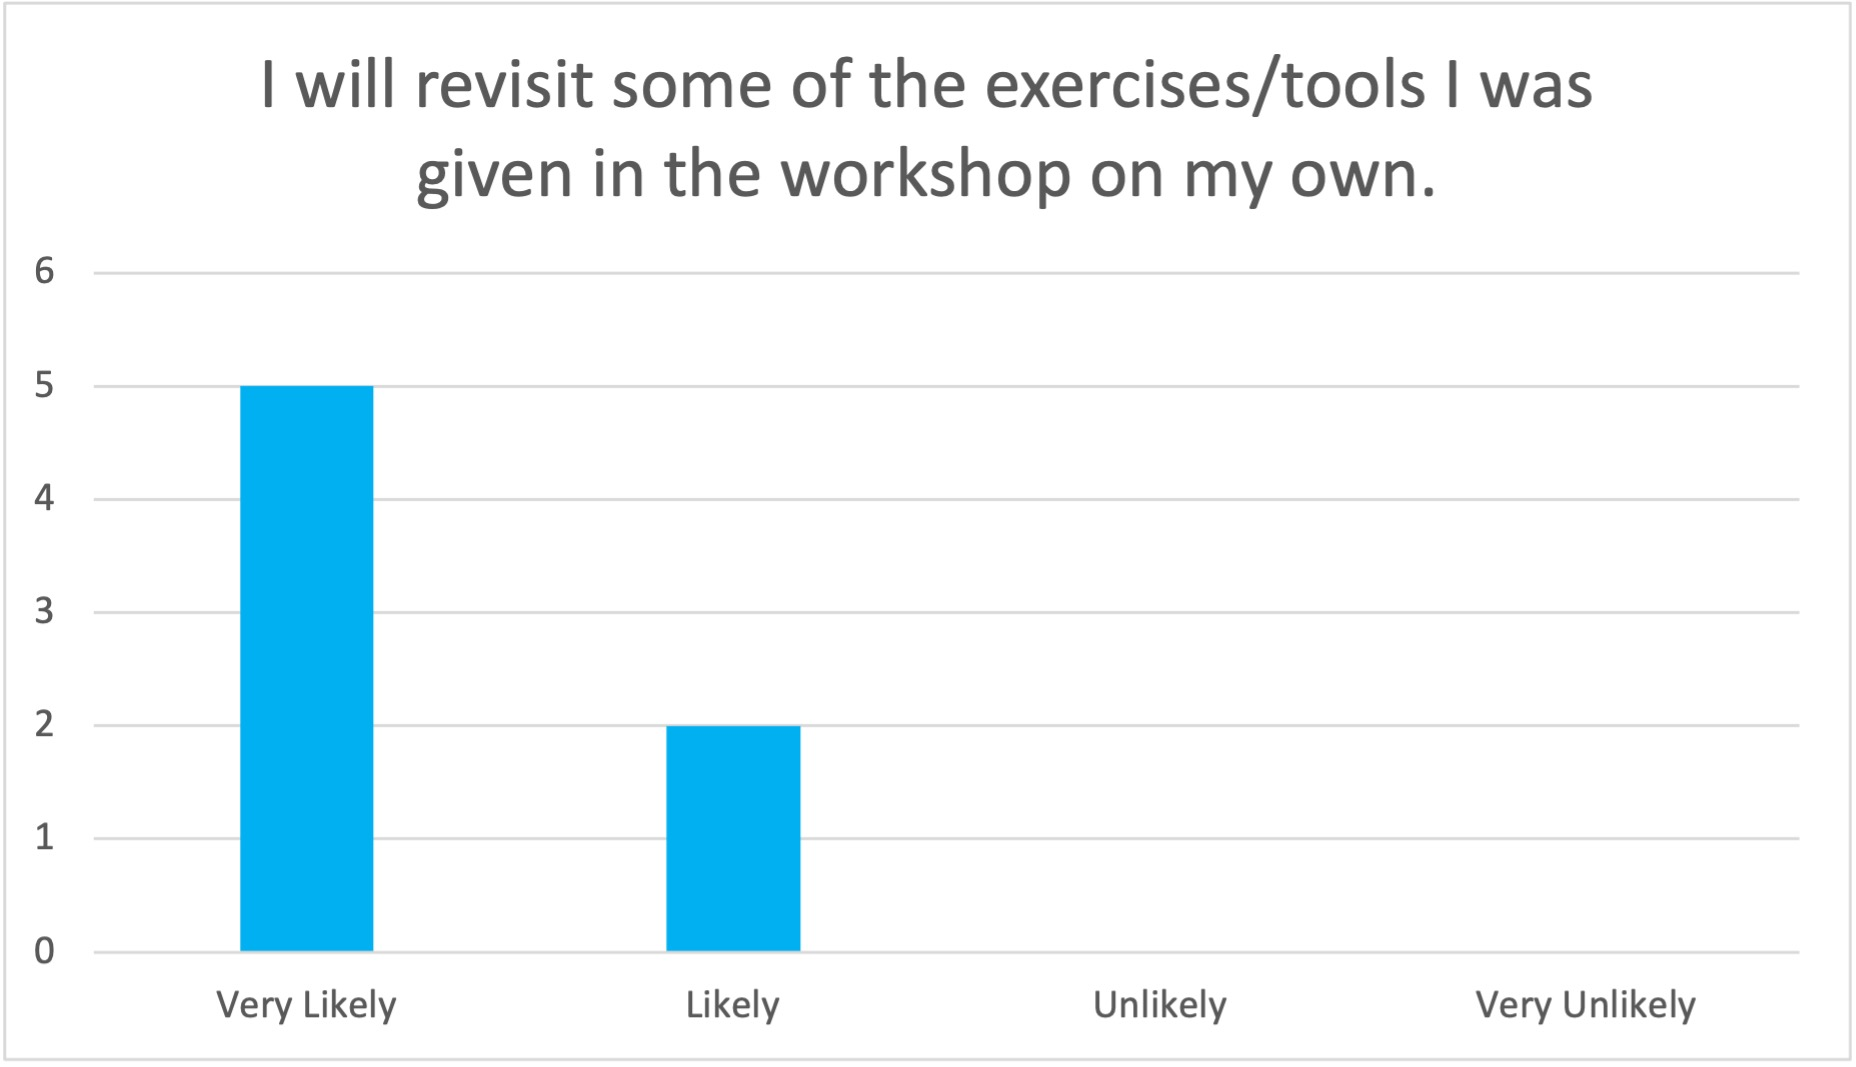 I will revisit some of the exercises/tools I was
given in the workshop on my own.
6
5
4
3
2
1
0
Very Likely Likely Unlikely Very Unlikely